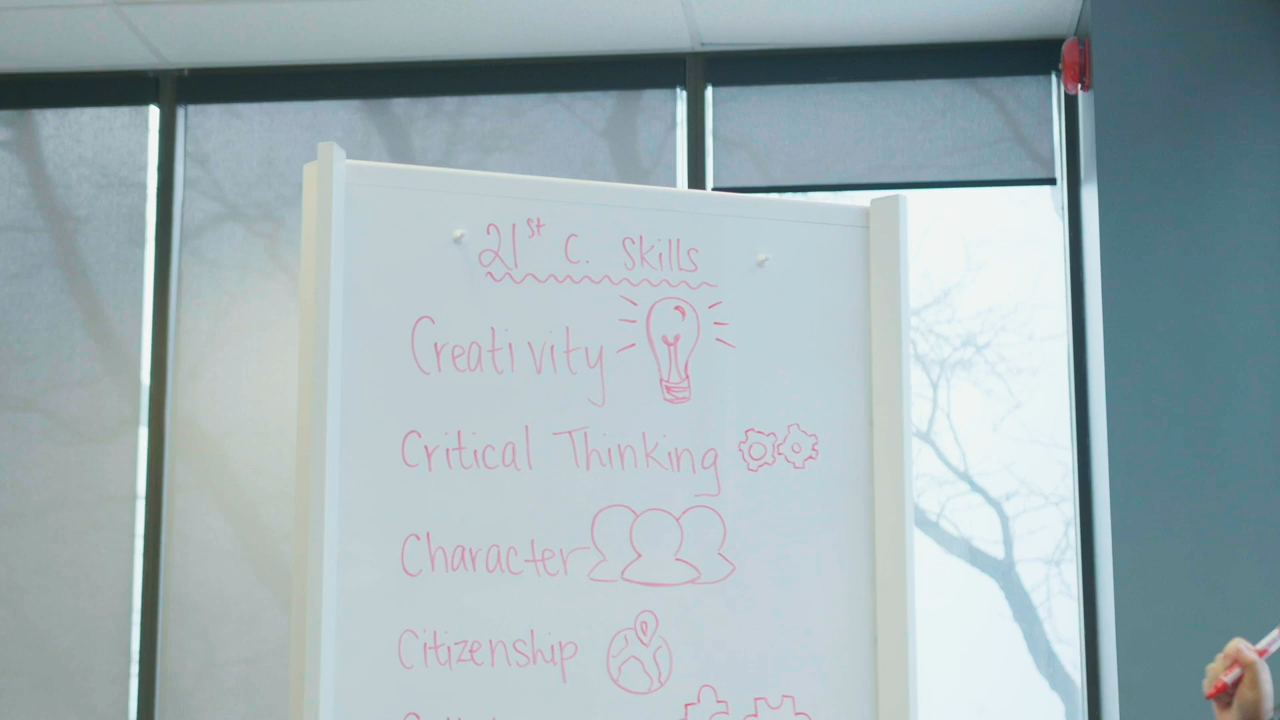 21st C. Skills
Creativity
Critical Thinking
Character
Citizenship